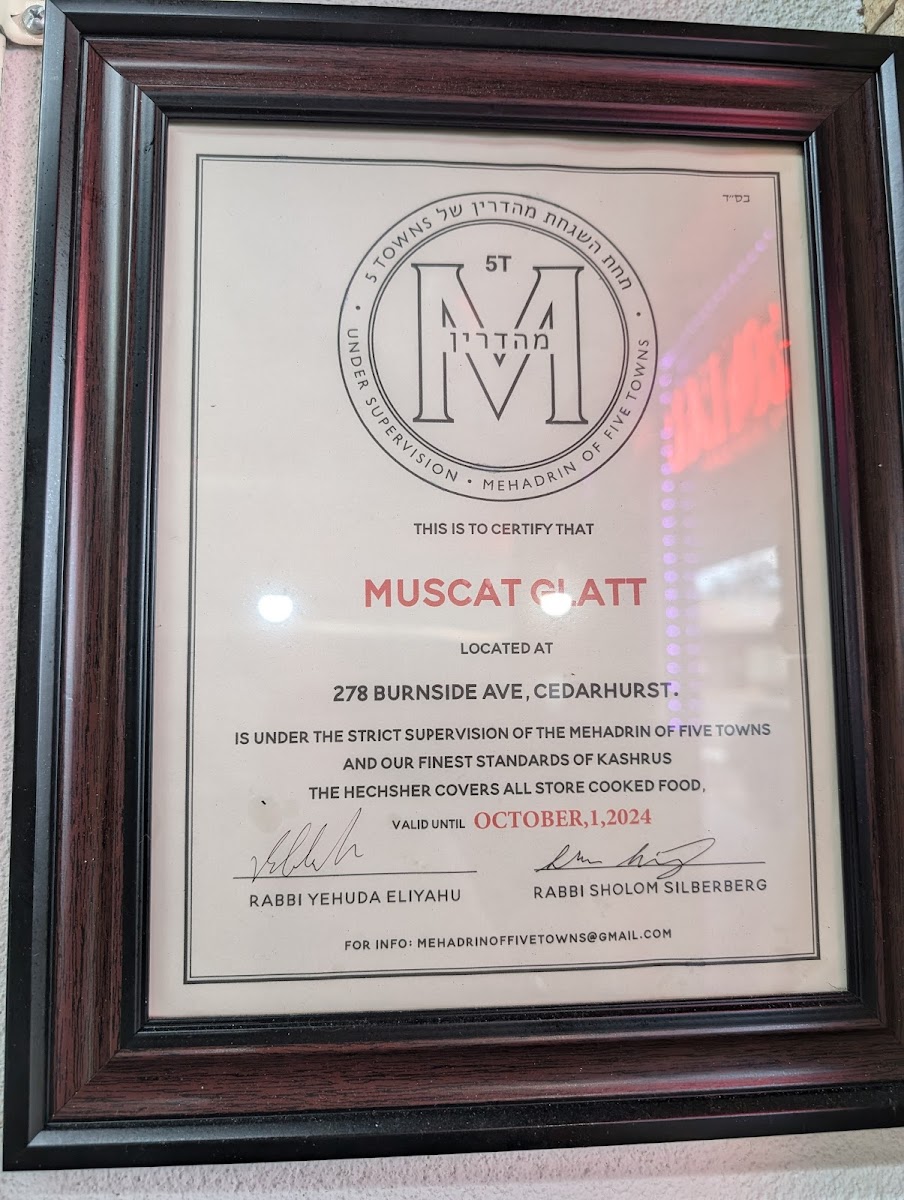 בס״ד
תחת השגחת מהדרין של 5 TOWNS
5T
מהדרין
UNDER SUPERVISION • MEHADRIN OF FIVE TOWNS
THIS IS TO CERTIFY THAT
MUSCAT GLATT
LOCATED AT
278 BURNSIDE AVE, CEDARHURST.
IS UNDER THE STRICT SUPERVISION OF THE MEHADRIN OF FIVE TOWNS
AND OUR FINEST STANDARDS OF KASHRUS
THE HECHSHER COVERS ALL STORE COOKED FOOD,
VALID UNTIL OCTOBER,1,2024
RABBI YEHUDA ELIYAHU
RABBI SHOLOM SILBERBERG
FOR INFO: MEHADRINOFFIVETOWNS@GMAIL.COM